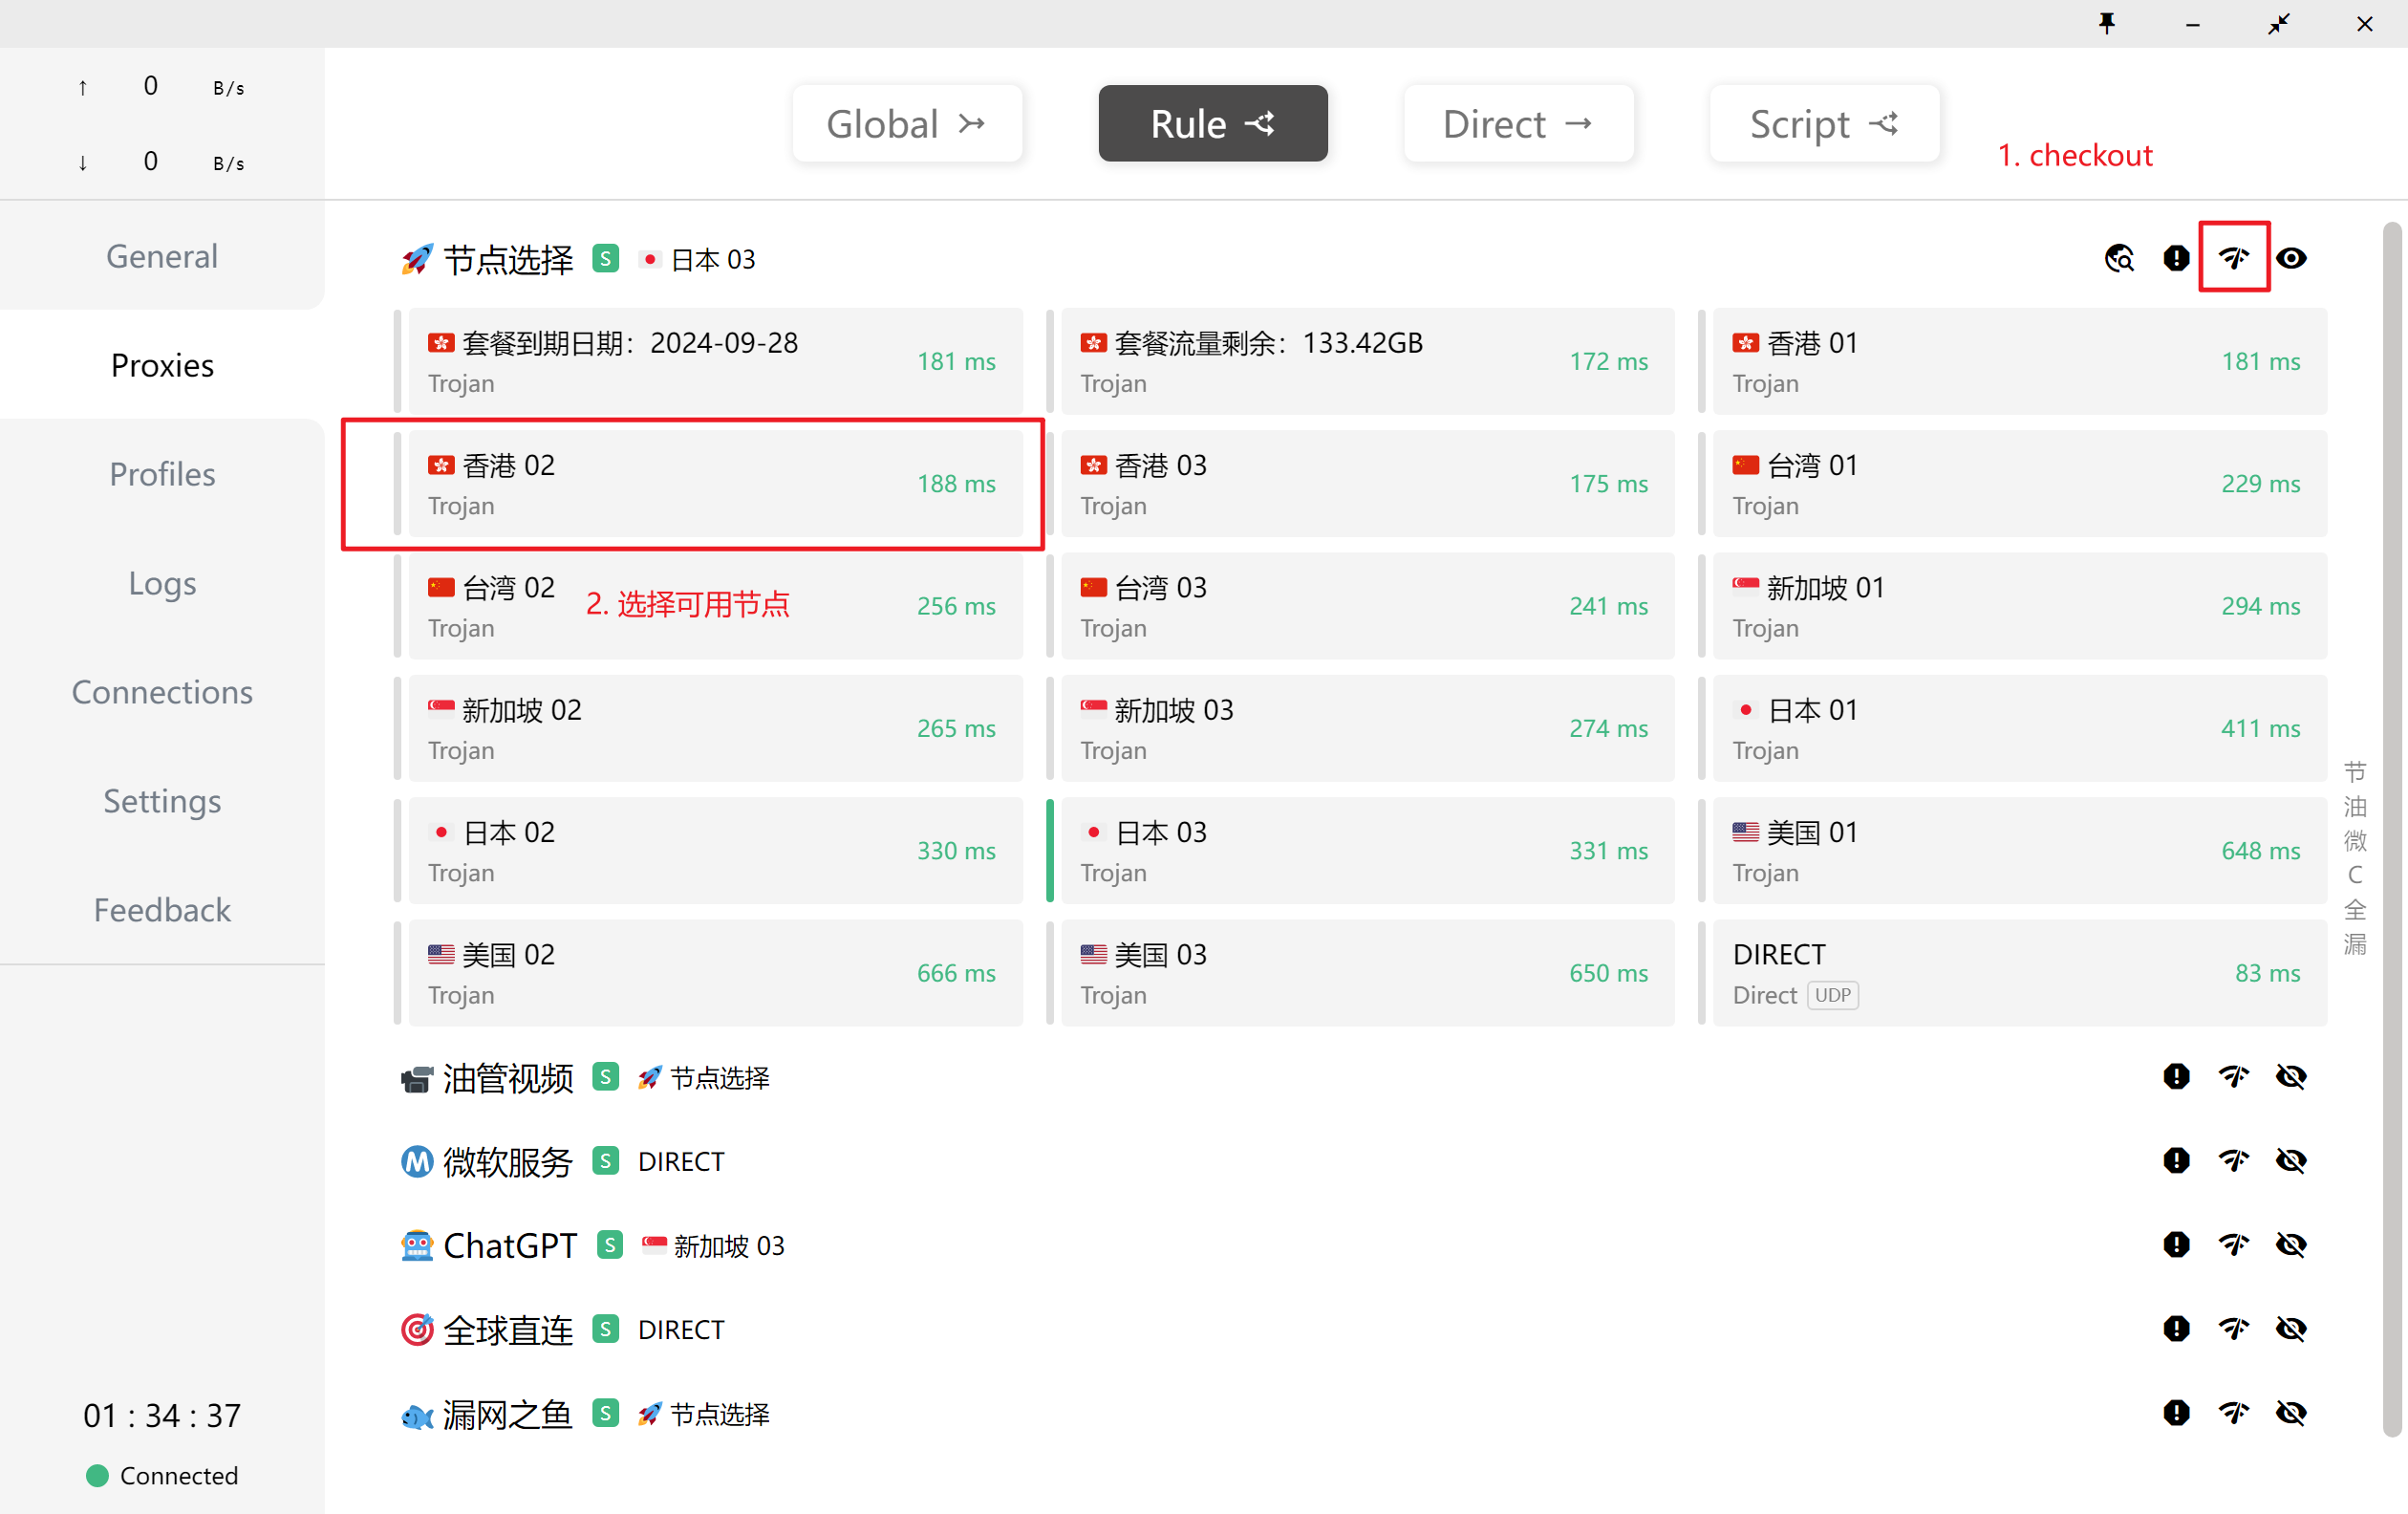 ↑ 0 B/s
↓ 0 B/s
General
Proxies
Profiles
Logs
Connections
Settings
Feedback
01 : 34 : 37
Connected
Global
Rule
Direct
Script
1. checkout
节点选择 S 日本 03
套餐到期日期：2024-09-28
Trojan
181 ms
套餐流量剩余：133.42GB
Trojan
172 ms
香港 01
Trojan
181 ms
香港 02
Trojan
188 ms
香港 03
Trojan
175 ms
台湾 01
Trojan
229 ms
台湾 02
Trojan
256 ms
2. 选择可用节点
台湾 03
Trojan
241 ms
新加坡 01
Trojan
294 ms
新加坡 02
Trojan
265 ms
新加坡 03
Trojan
274 ms
日本 01
Trojan
411 ms
日本 02
Trojan
330 ms
日本 03
Trojan
331 ms
美国 01
Trojan
648 ms
美国 02
Trojan
666 ms
美国 03
Trojan
650 ms
DIRECT
Direct UDP
83 ms
油管视频 S 节点选择
M 微软服务 S DIRECT
ChatGPT S 新加坡 03
全球直连 S DIRECT
漏网之鱼 S 节点选择
节
油
微
C
全
漏